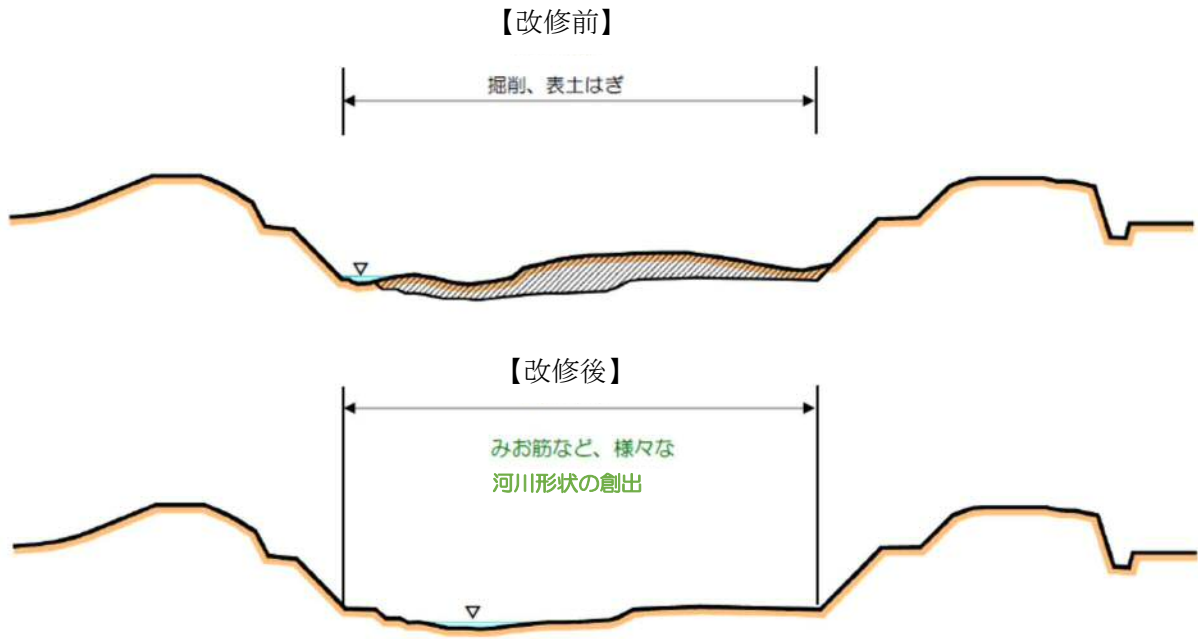 【改修前】
掘削、表土はぎ
【改修後】
みお筋など、様々な
河川形状の創出